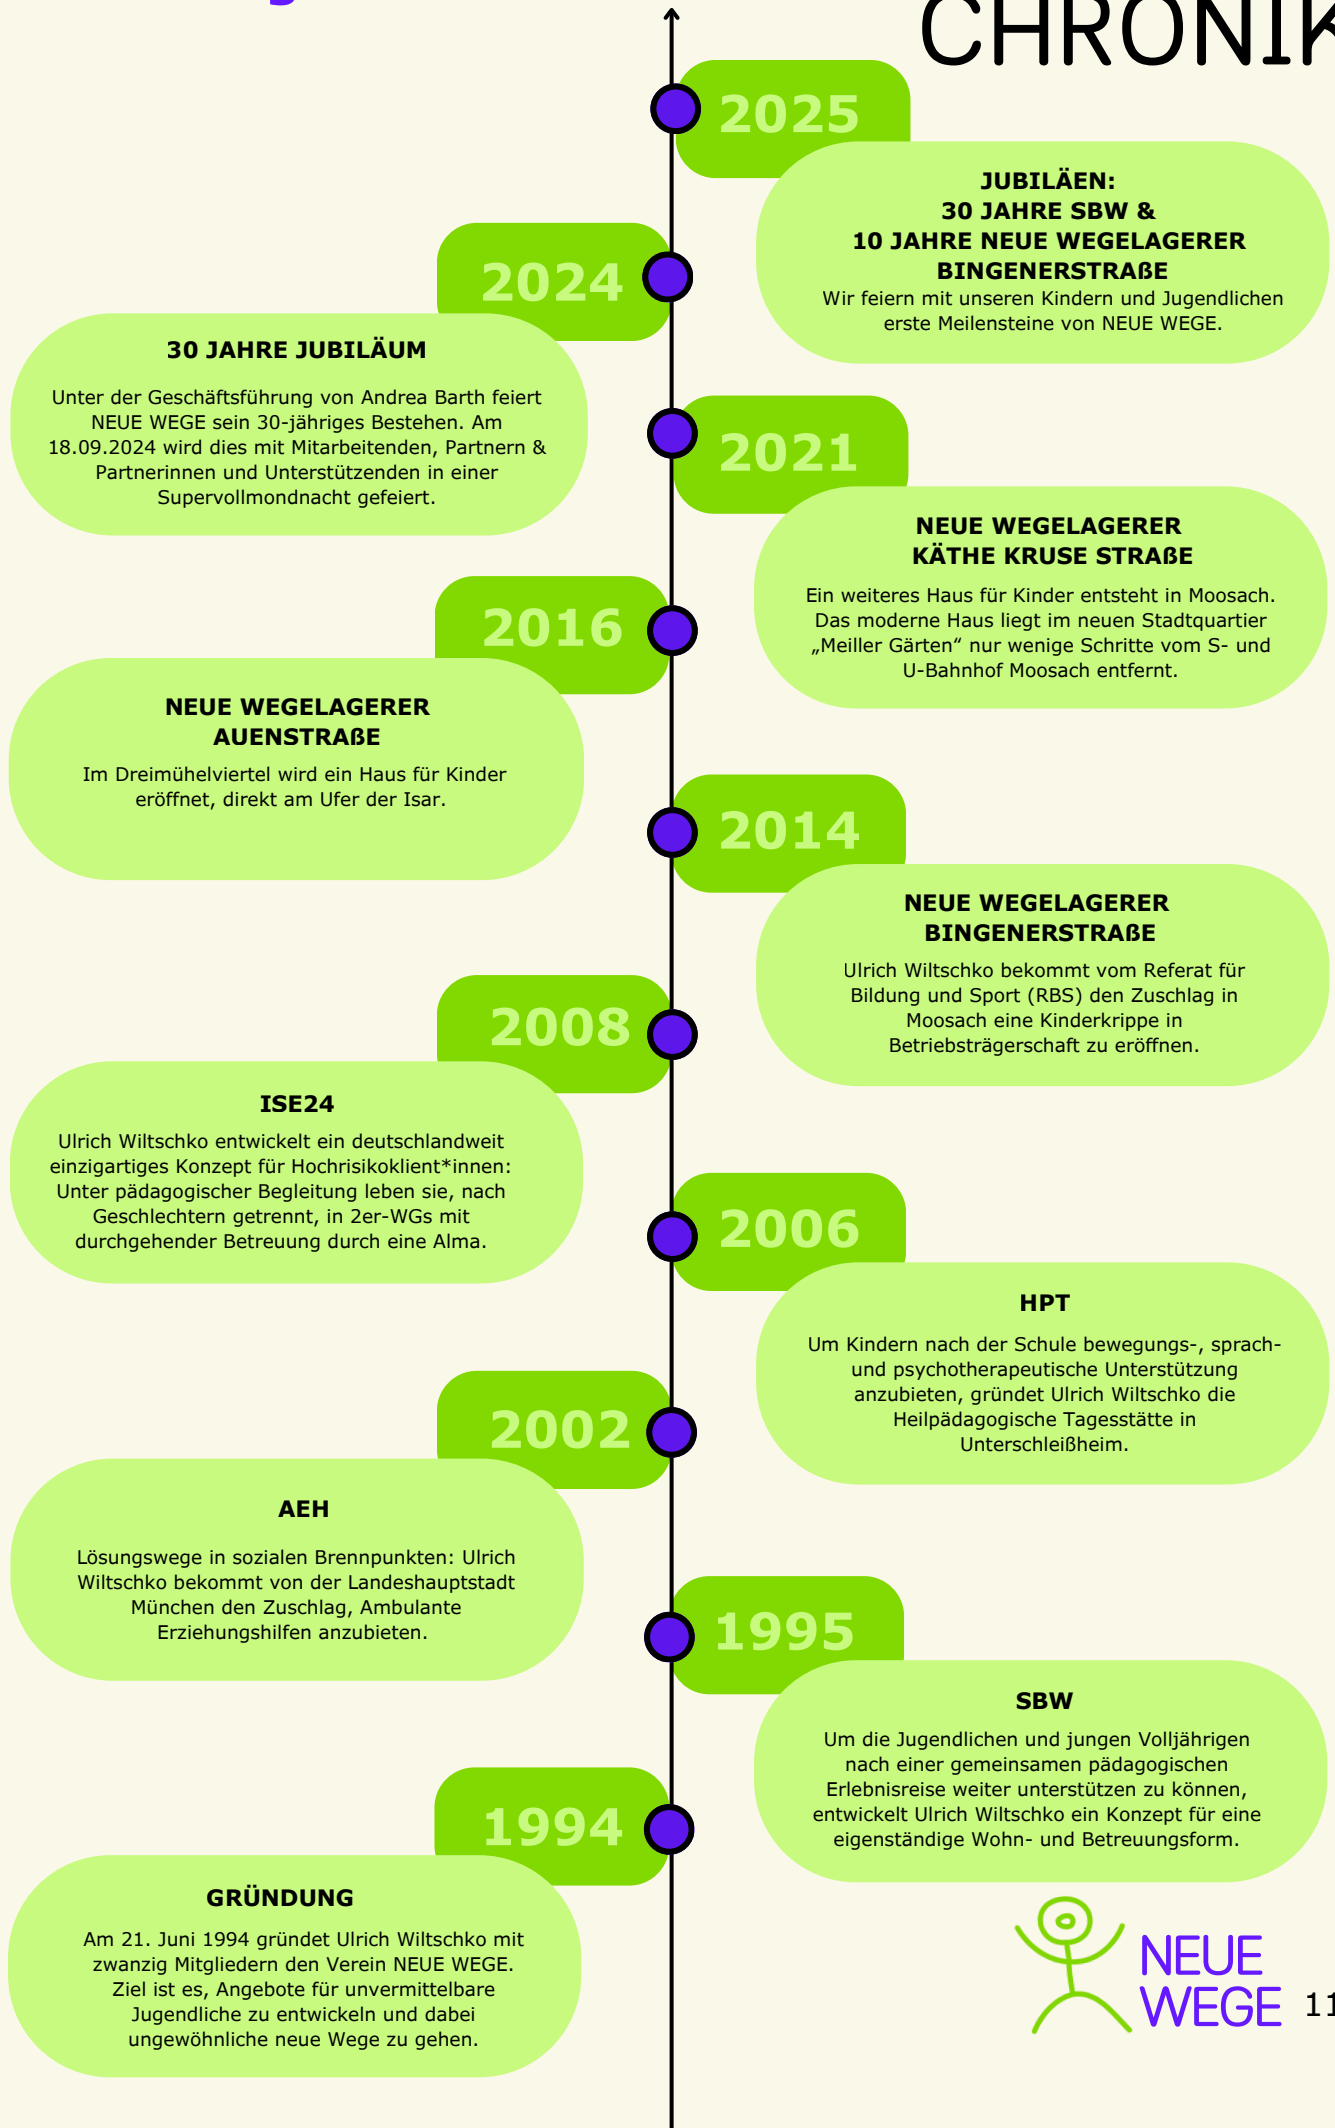 CHRONIK
2025
JUBILÄEN:
30 JAHRE SBW &
10 JAHRE NEUE WEGELAGERER
BINGENERSTRAßE
Wir feiern mit unseren Kindern und Jugendlichen
erste Meilensteine von NEUE WEGE.
2024
30 JAHRE JUBILÄUM
Unter der Geschäftsführung von Andrea Barth feiert
NEUE WEGE sein 30-jähriges Bestehen. Am
18.09.2024 wird dies mit Mitarbeitenden, Partnern &
Partnerinnen und Unterstützenden in einer
Supervollmondnacht gefeiert.
2021
NEUE WEGELAGERER
KÄTHE KRUSE STRAßE
Ein weiteres Haus für Kinder entsteht in Moosach.
Das moderne Haus liegt im neuen Stadtquartier
„Meiller Gärten“ nur wenige Schritte vom S- und
U-Bahnhof Moosach entfernt.
2016
NEUE WEGELAGERER
AUENSTRAßE
Im Dreimühelviertel wird ein Haus für Kinder
eröffnet, direkt am Ufer der Isar.
2014
NEUE WEGELAGERER
BINGENERSTRAßE
Ulrich Wiltschko bekommt vom Referat für
Bildung und Sport (RBS) den Zuschlag in
Moosach eine Kinderkrippe in
Betriebsträgerschaft zu eröffnen.
2008
ISE24
Ulrich Wiltschko entwickelt ein deutschlandweit
einzigartiges Konzept für Hochrisikoklient*innen:
Unter pädagogischer Begleitung leben sie, nach
Geschlechtern getrennt, in 2er-WGs mit
durchgehender Betreuung durch eine Alma.
2006
HPT
Um Kindern nach der Schule bewegungs-, sprach-
und psychotherapeutische Unterstützung
anzubieten, gründet Ulrich Wiltschko die
Heilpädagogische Tagesstätte in
Unterschleißheim.
2002
AEH
Lösungswege in sozialen Brennpunkten: Ulrich
Wiltschko bekommt von der Landeshauptstadt
München den Zuschlag, Ambulante
Erziehungshilfen anzubieten.
1995
SBW
Um die Jugendlichen und jungen Volljährigen
nach einer gemeinsamen pädagogischen
Erlebnisreise weiter unterstützen zu können,
entwickelt Ulrich Wiltschko ein Konzept für eine
eigenständige Wohn- und Betreuungsform.
1994
GRÜNDUNG
Am 21. Juni 1994 gründet Ulrich Wiltschko mit
zwanzig Mitgliedern den Verein NEUE WEGE.
Ziel ist es, Angebote für unvermittelbare
Jugendliche zu entwickeln und dabei
ungewöhnliche neue Wege zu gehen.
NEUE
WEGE
11